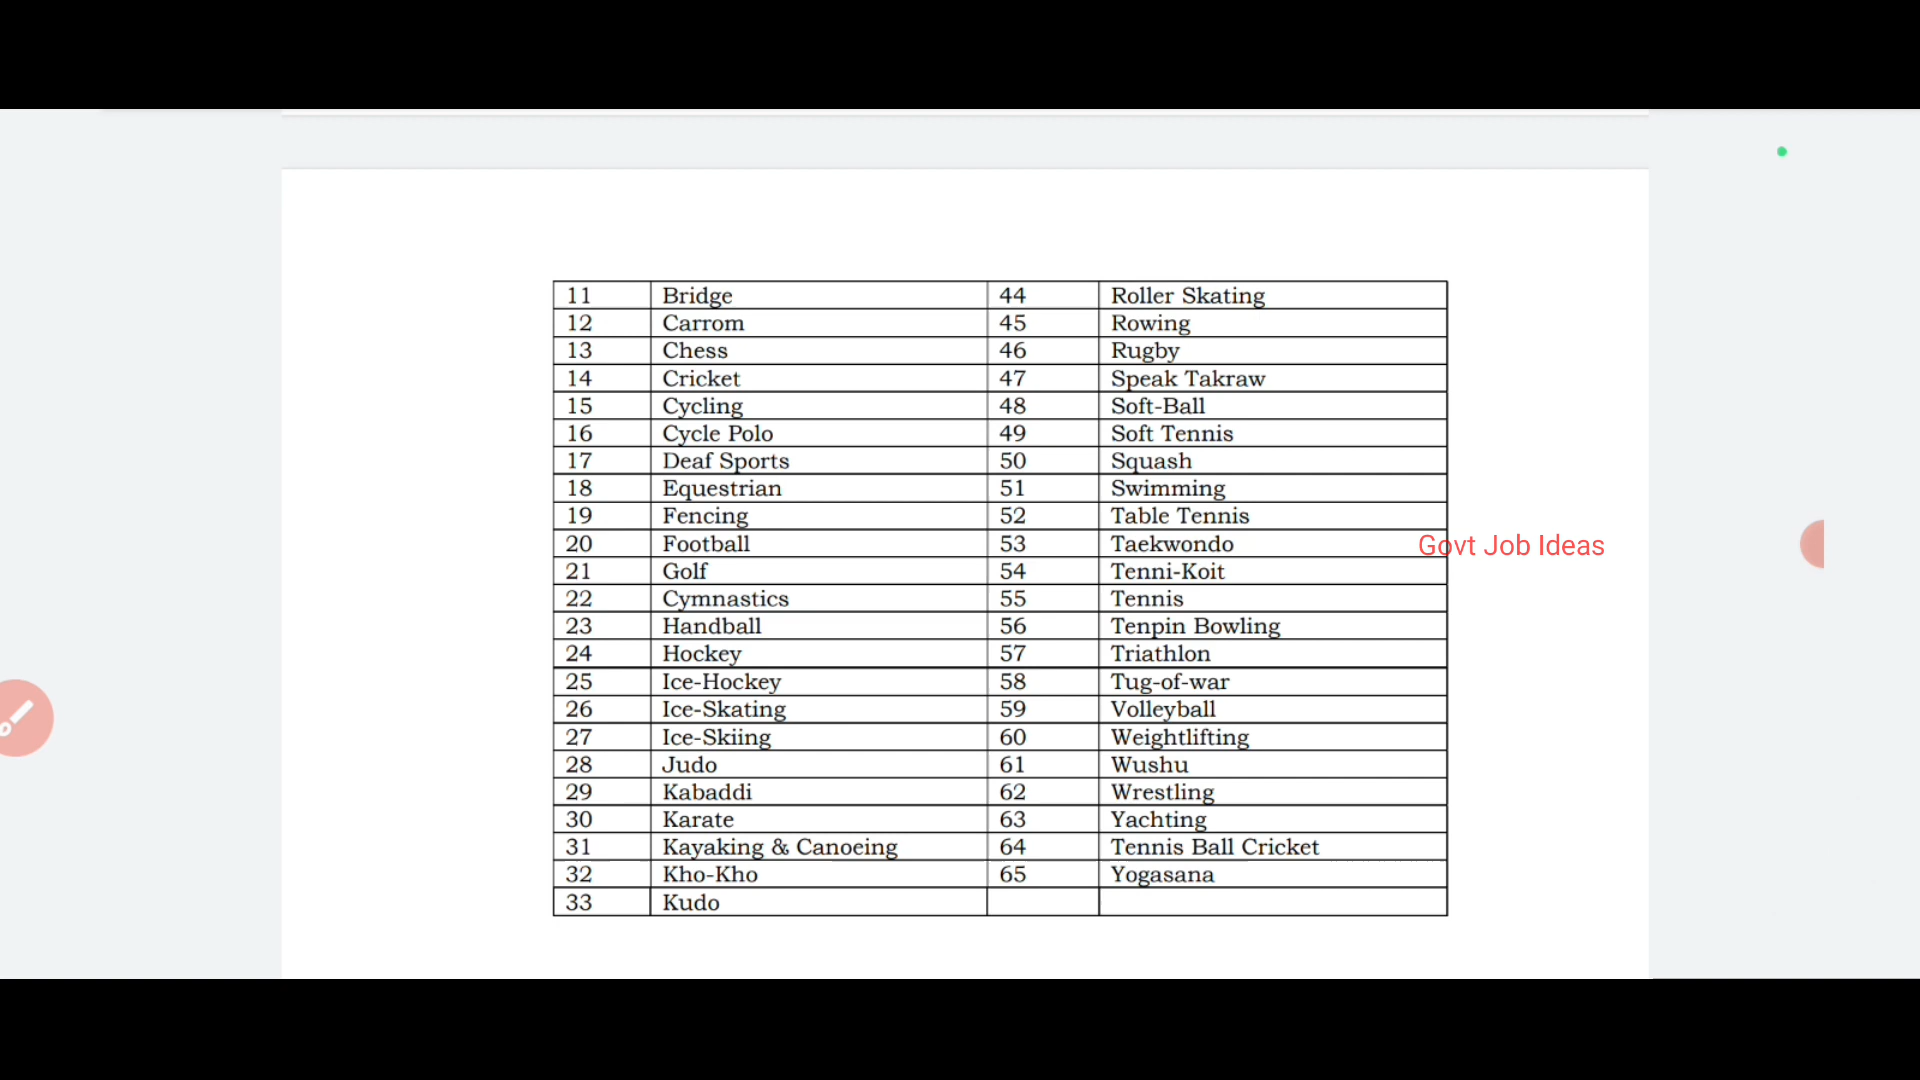 11 Bridge 44 Roller Skating
12 Carrom 45 Rowing
13 Chess 46 Rugby
14 Cricket 47 Speak Takraw
15 Cycling 48 Soft-Ball
16 Cycle Polo 49 Soft Tennis
17 Deaf Sports 50 Squash
18 Equestrian 51 Swimming
19 Fencing 52 Table Tennis
20 Football 53 Taekwondo
Govt Job Ideas
21 Golf 54 Tenni-Koit
22 Cymnastics 55 Tennis
23 Handball 56 Tenpin Bowling
24 Hockey 57 Triathlon
25 Ice-Hockey 58 Tug-of-war
26 Ice-Skating 59 Volleyball
27 Ice-Skiing 60 Weightlifting
28 Judo 61 Wushu
29 Kabaddi 62 Wrestling
30 Karate 63 Yachting
31 Kayaking & Canoeing 64 Tennis Ball Cricket
32 Kho-Kho 65 Yogasana
33 Kudo